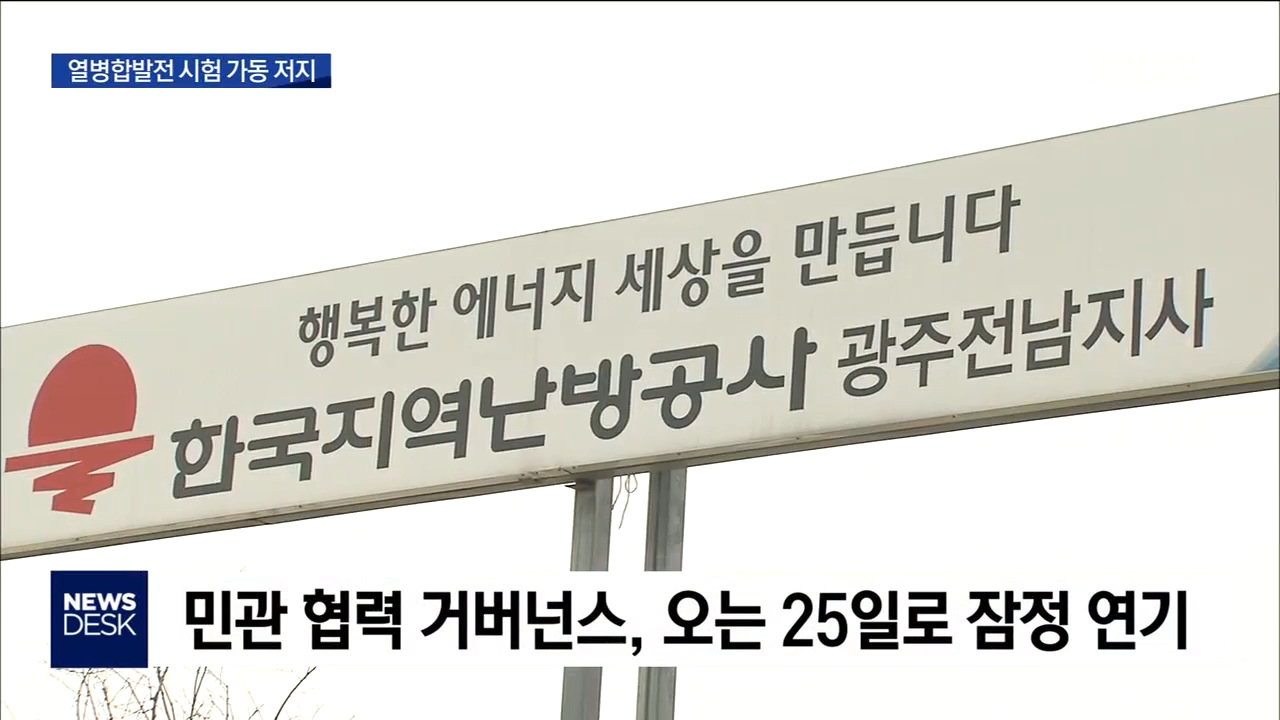 열병합발전 시험 가동 저지
행복한 에너지 세상을 만듭니다
한국지역난방공사 광주전남지사
NEWS
DESK
민관 협력 거버넌스, 오는 25일로 잠정 연기